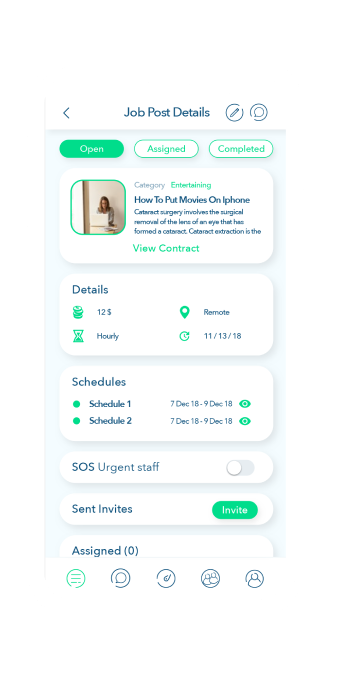 Job Post Details
Open
Assigned
Completed
Category Entertaining
How To Put Movies On Iphone
Cataract surgery involves the surgical
removal of the lens of an eye that has
formed a cataract. Cataract extraction is the
View Contract
Details
12 $
Remote
Hourly
11 / 13 / 18
Schedules
Schedule 1 7 Dec 18 - 9 Dec 18
Schedule 2 7 Dec 18 - 9 Dec 18
SOS Urgent staff
Sent Invites
Invite
Assigned (0)